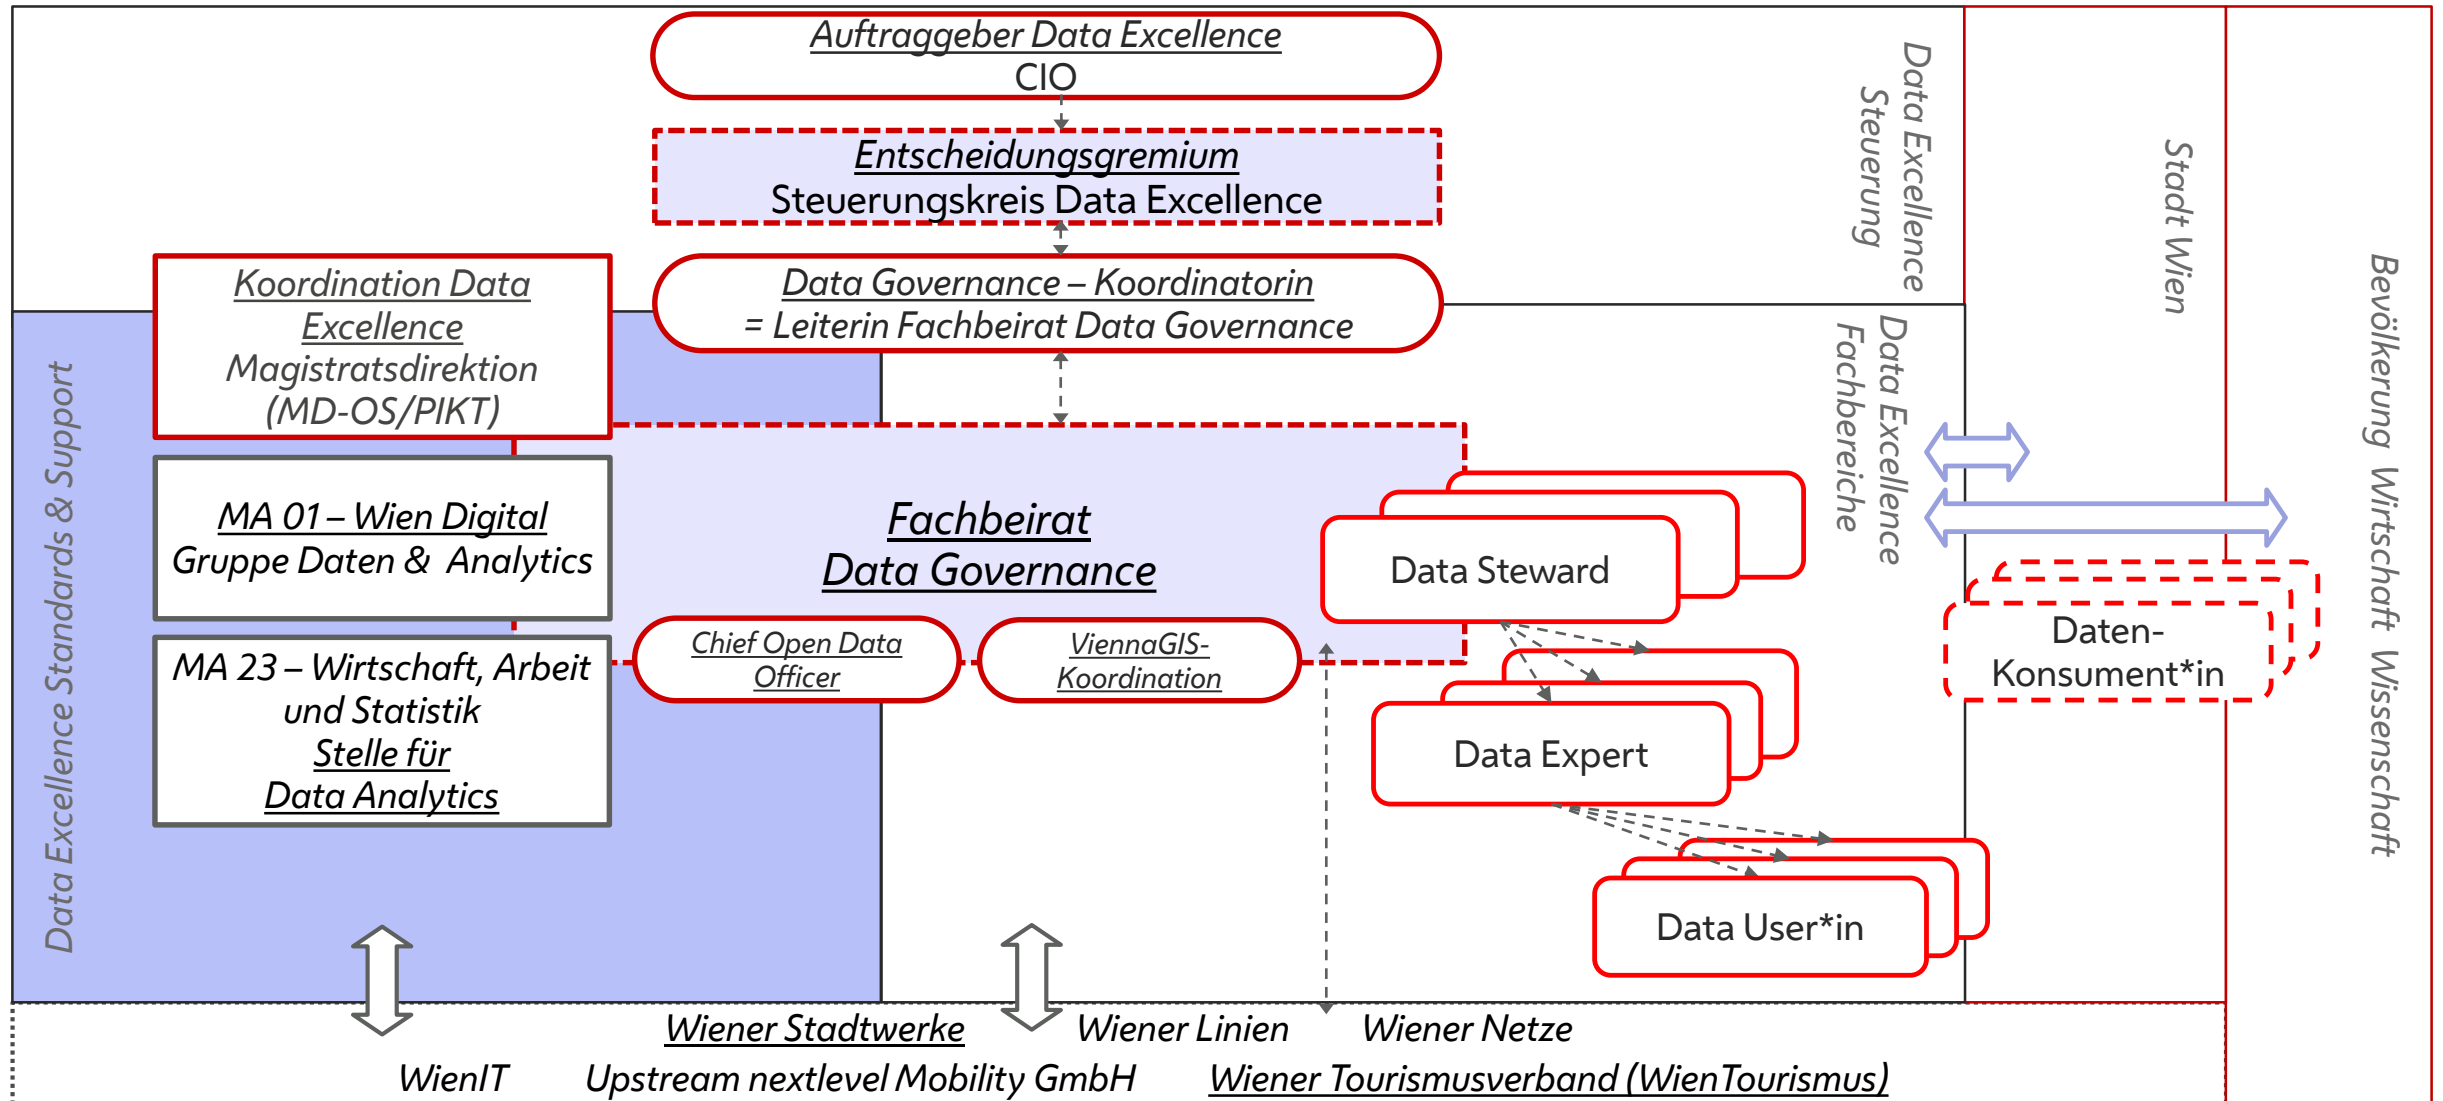 Auftraggeber Data Excellence
CIO
Entscheidungsgremium
Steuerungskreis Data Excellence
Data Governance – Koordinatorin
= Leiterin Fachbeirat Data Governance
Koordination Data
Excellence
Magistratsdirektion
(MD-OS/PIKT)
MA 01 – Wien Digital
Gruppe Daten & Analytics
MA 23 – Wirtschaft, Arbeit
und Statistik
Stelle für
Data Analytics
Data Excellence Standards & Support
Fachbeirat
Data Governance
Chief Open Data
Officer
ViennaGIS-
Koordination
Data Steward
Data Expert
Data User*in
Data Excellence
Steuerung
Data Excellence
Fachbereiche
Stadt Wien
Bevölkerung Wirtschaft Wissenschaft
Daten-
Konsument*in
Wiener Stadtwerke Wiener Linien Wiener Netze
WienIT Upstream nextlevel Mobility GmbH Wiener Tourismusverband (WienTourismus)